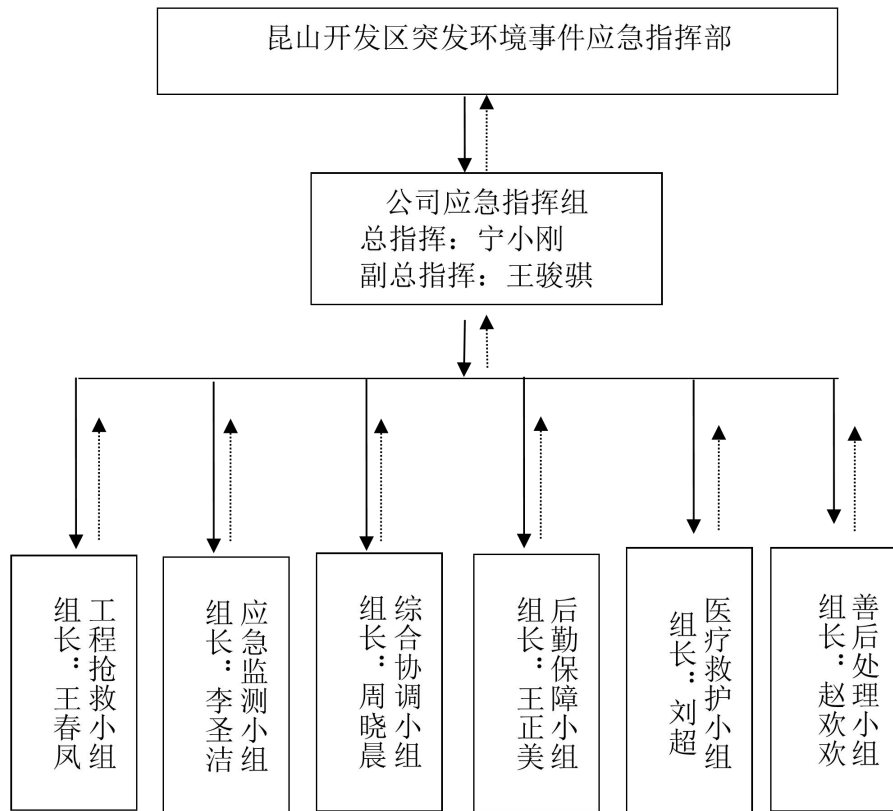 昆山开发区突发环境事件应急指挥部
公司应急指挥组
总指挥：宁小刚
副总指挥：王骏骐
工程抢救小组
组长：王春凤
应急监测小组
组长：李圣洁
综合协调小组
组长：周晓晨
后勤保障小组
组长：王正美
医疗救护小组
组长：刘超
善后处理小组
组长：赵欢欢